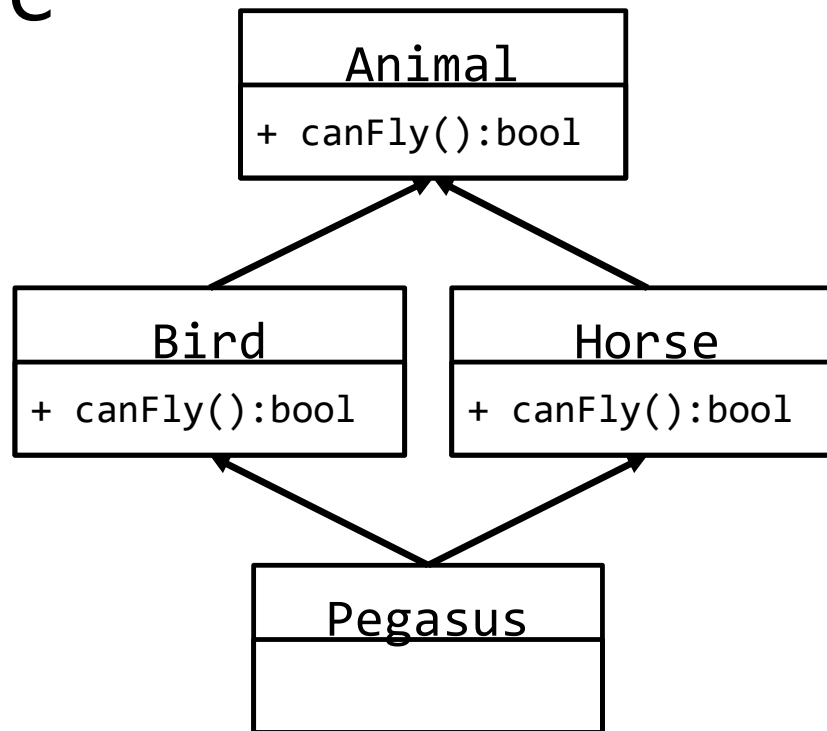 Animal
+ canFly():bool
Bird
+ canFly():bool
Horse
+ canFly():bool
Pegasus